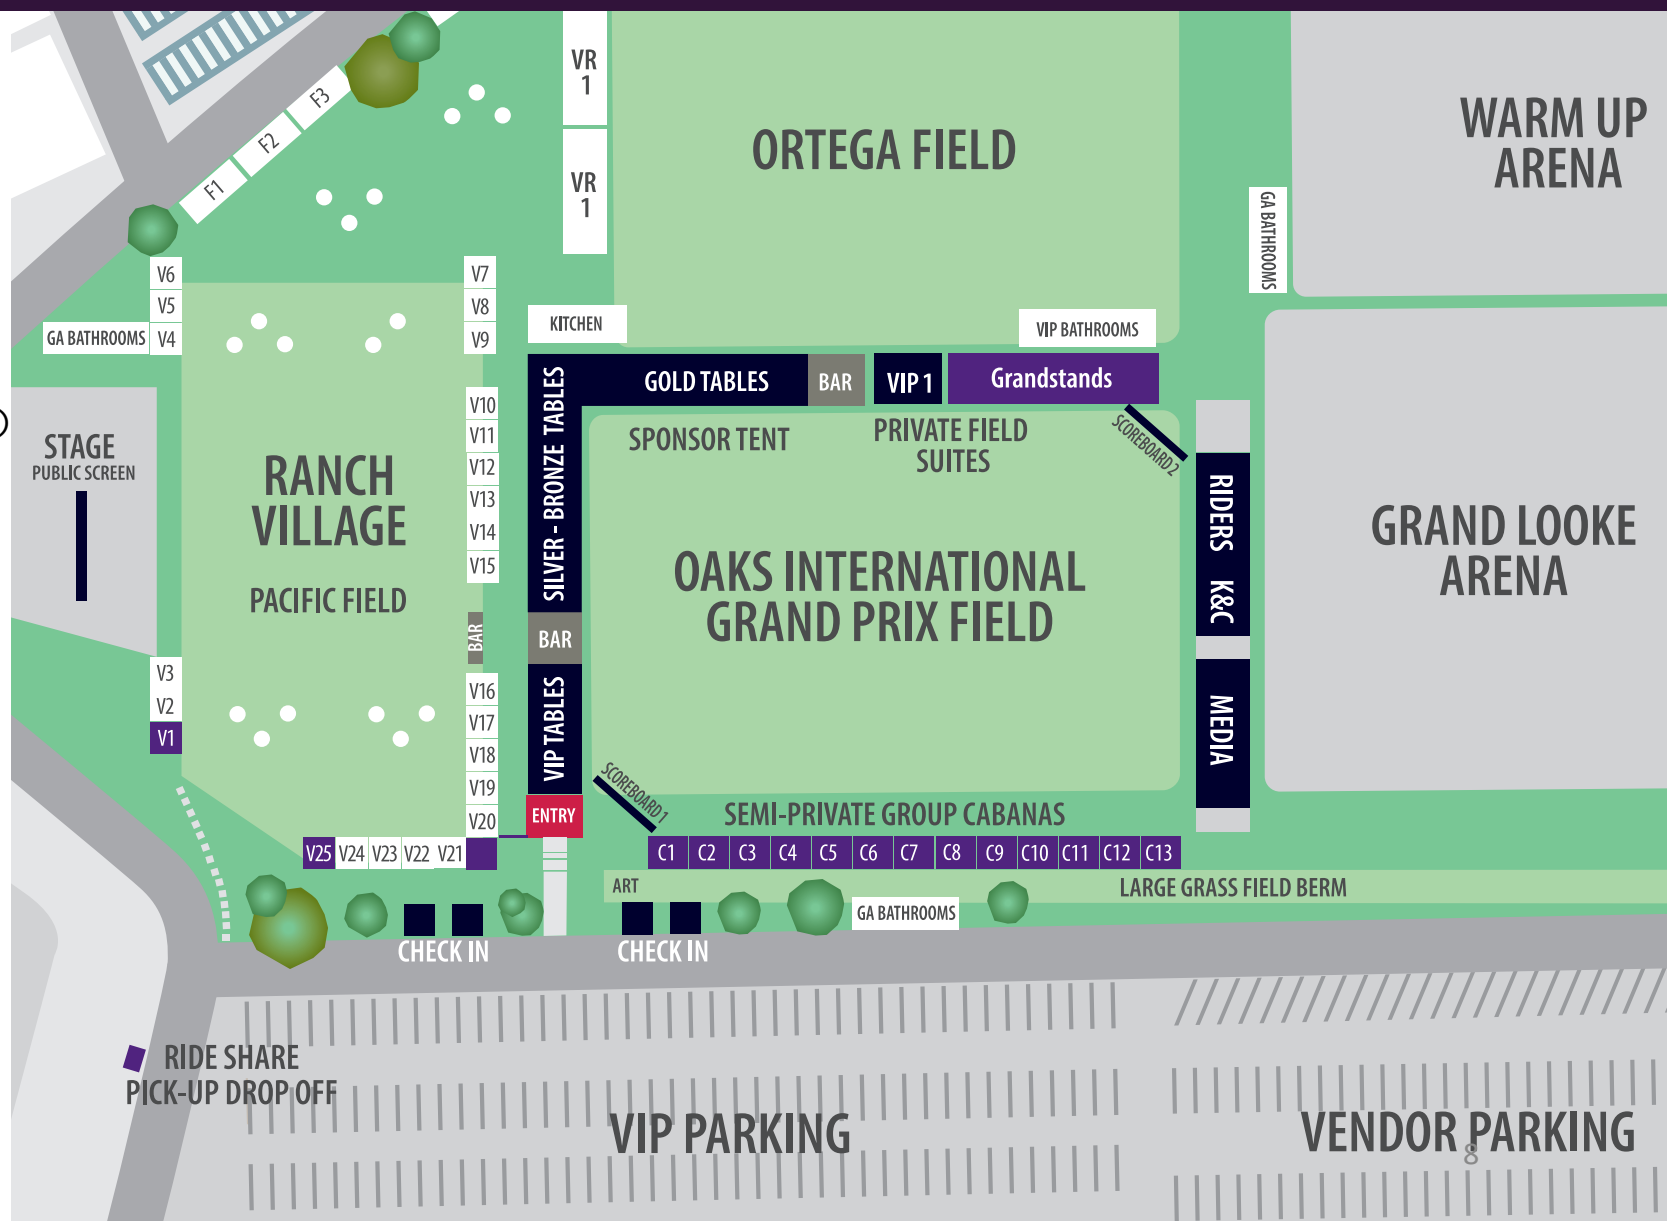 VR
1
VR
1
ORTEGA FIELD
WARM UP
ARENA
F3
F2
F1
GA BATHROOMS
V6
V5
V4
GA BATHROOMS
V7
V8
V9
KITCHEN
VIP BATHROOMS
GOLD TABLES
BAR
VIP 1
Grandstands
SILVER - BRONZE TABLES
SPONSOR TENT
PRIVATE FIELD
SUITES
SCOREBOARD2
STAGE
PUBLIC SCREEN
RANCH
VILLAGE
PACIFIC FIELD
V10
V11
V12
V13
V14
V15
BAR
BAR
OAKS INTERNATIONAL
GRAND PRIX FIELD
RIDERS K&C
MEDIA
GRAND LOOKE
ARENA
V3
V2
V1
V16
V17
V18
V19
V20
VIP TABLES
ENTRY
SCOREBOARD1
SEMI-PRIVATE GROUP CABANAS
V25 V24 V23 V22 V21
C1 C2 C3 C4 C5 C6 C7 C8 C9 C10 C11 C12 C13
ART
LARGE GRASS FIELD BERM
GA BATHROOMS
CHECK IN
CHECK IN
RIDE SHARE
PICK-UP DROP OFF
VIP PARKING
VENDOR PARKING
8